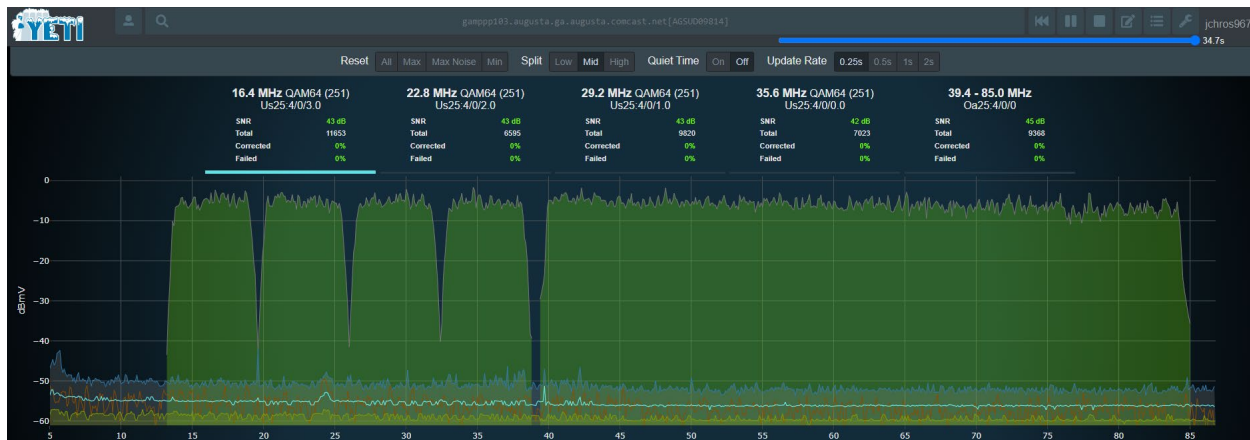 YETI
gamppp103.augusta.ga.augusta.comcast.net[AGSUD09814]
jchros967
34.7s
Reset All Max Max Noise Min Split Low Mid High Quiet Time On Off Update Rate 0.25s 0.5s 1s 2s
16.4 MHz QAM64 (251)
Us25:4/0/3.0
SNR 43 dB
Total 11653
Corrected 0%
Failed 0%
22.8 MHz QAM64 (251)
Us25:4/0/2.0
SNR 43 dB
Total 6595
Corrected 0%
Failed 0%
29.2 MHz QAM64 (251)
Us25:4/0/1.0
SNR 43 dB
Total 9820
Corrected 0%
Failed 0%
35.6 MHz QAM64 (251)
Us25:4/0/0.0
SNR 42 dB
Total 7023
Corrected 0%
Failed 0%
39.4 - 85.0 MHz
Oa25:4/0/0
SNR 45 dB
Total 9368
Corrected 0%
Failed 0%
dBmV
0
−10
−20
−30
−40
−50
−60
5 10 15 20 25 30 35 40 45 50 55 60 65 70 75 80 85